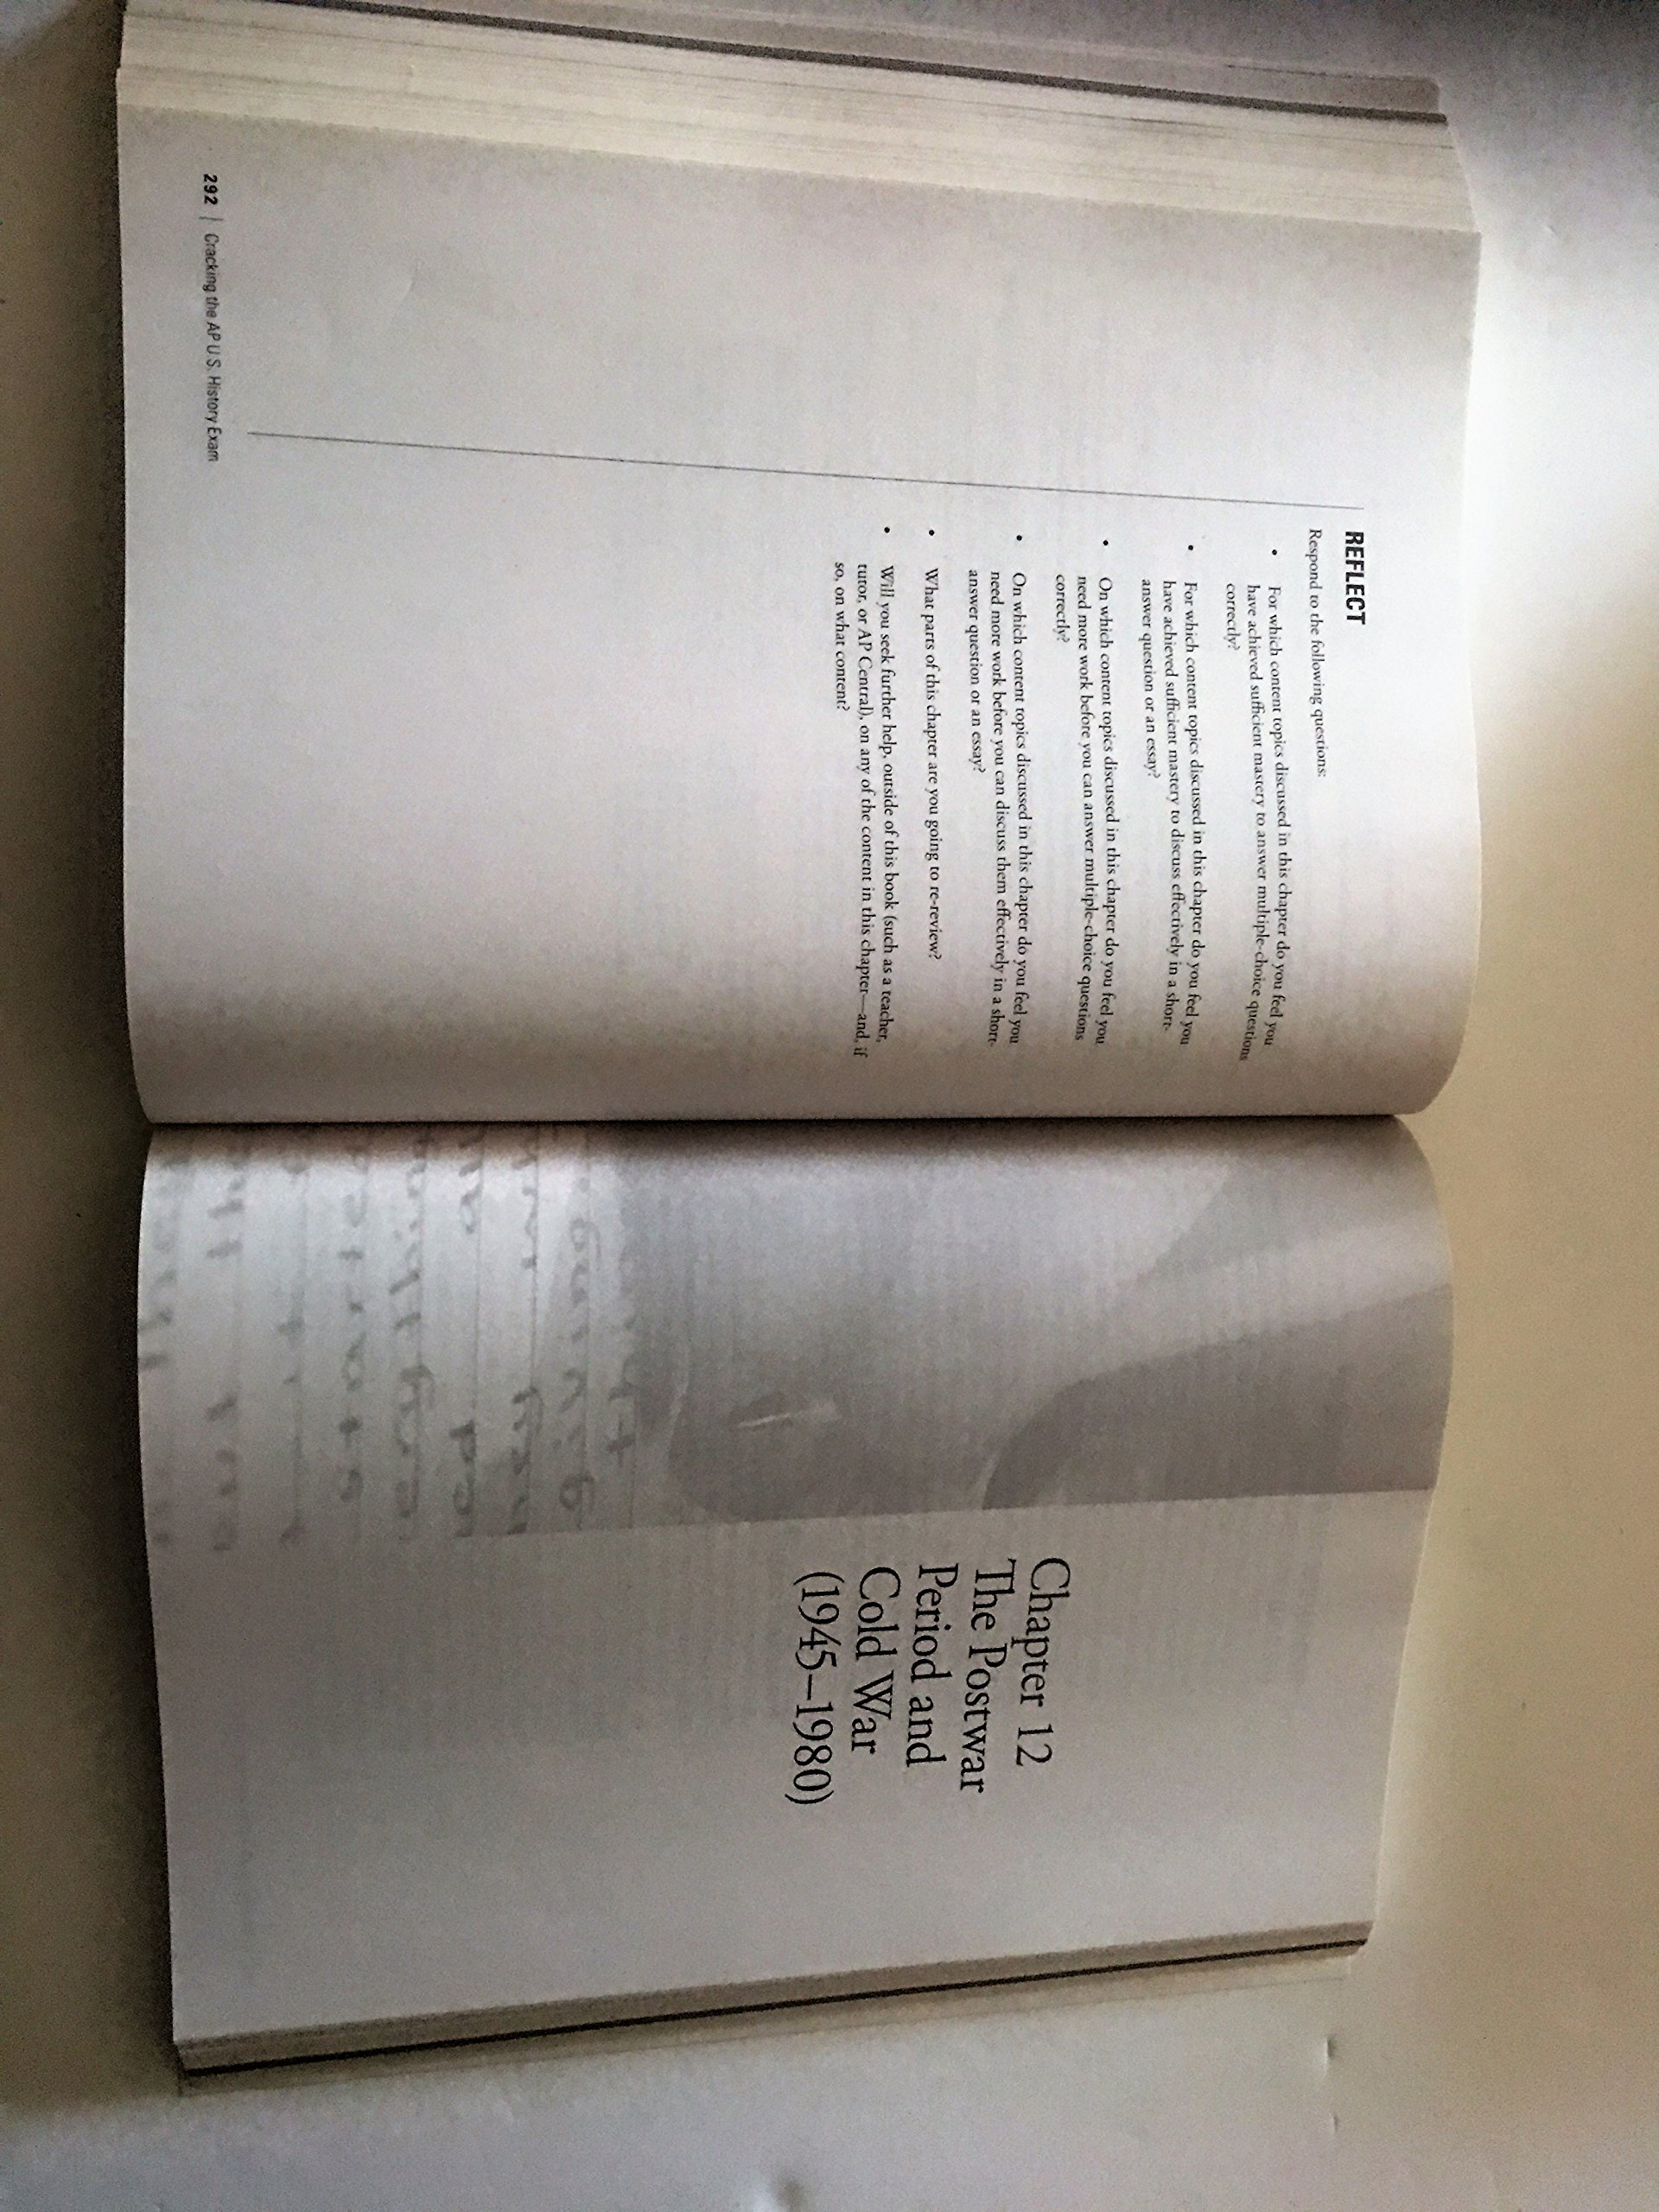 REFLECT
Respond to the following questions:
• For which content topics discussed in this chapter do you feel you
have achieved sufficient mastery to answer multiple-choice questions
correctly?
• For which content topics discussed in this chapter do you feel you
have achieved sufficient mastery to discuss effectively in a short-
answer question or an essay?
• On which content topics discussed in this chapter do you feel you
need more work before you can answer multiple-choice questions
correctly?
• On which content topics discussed in this chapter do you feel you
need more work before you can discuss them effectively in a short-
answer question or an essay?
• What parts of this chapter are you going to re-review?
• Will you seek further help, outside of this book (such as a teacher,
tutor, or AP Central), on any of the content in this chapter—and, if
so, on what content?
292 | Cracking the AP U.S. History Exam
Chapter 12
The Postwar
Period and
Cold War
(1945–1980)